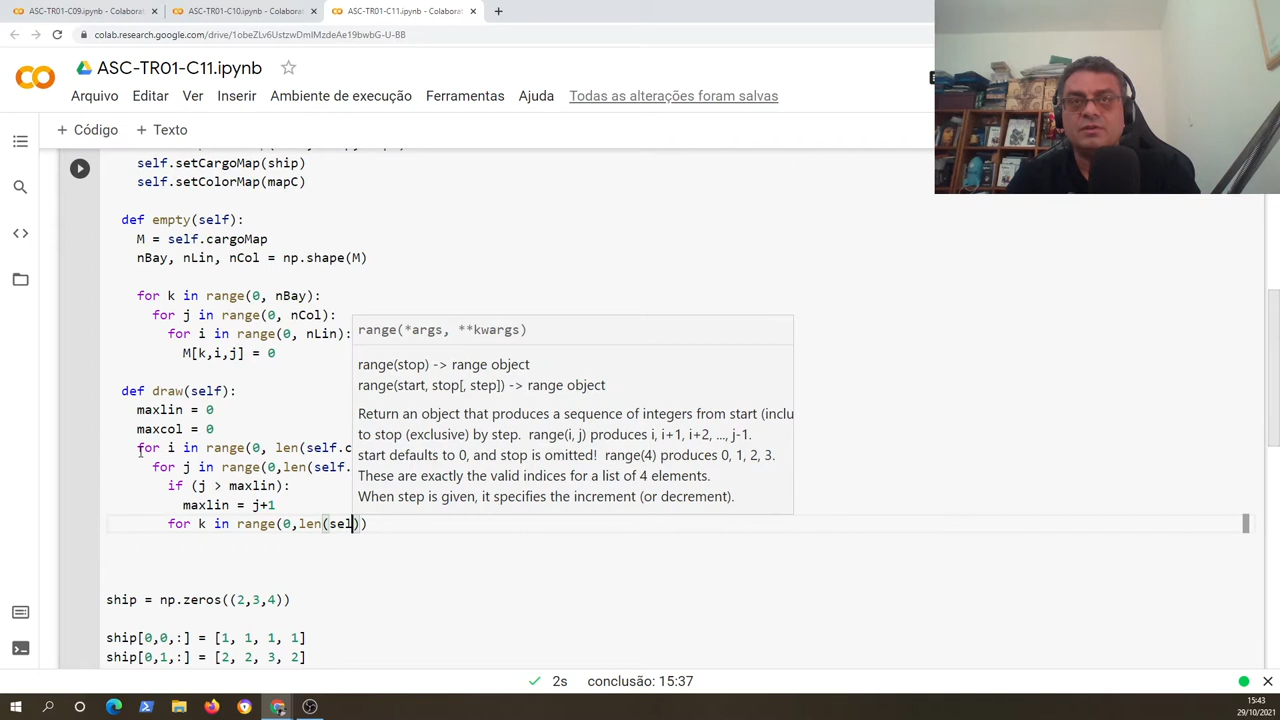 ASC-TR01-C09.ipynb - Colaborat
ASC-TR01-C10.ipynb - Colaborat
ASC-TR01-C11.ipynb - Colaborat
colab.research.google.com/drive/1obeZLv6UstzwDmIMzdeAe19bwbG-U-BB
CO
ASC-TR01-C11.ipynb
Arquivo Editar Ver Inserir Ambiente de execução Ferramentas Ajuda Todas as alterações foram salvas
+ Código + Texto
self.setCargoMap(ship)
self.setColorMap(mapC)
def empty(self):
M = self.cargoMap
nBay, nLin, nCol = np.shape(M)
for k in range(0, nBay):
for j in range(0, nCol):
for i in range(0, nLin):
M[k,i,j] = 0
def draw(self):
maxlin = 0
maxcol = 0
for i in range(0, len(self.c
for j in range(0,len(self.
if (j > maxlin):
maxlin = j+1
for k in range(0,len(sel))
range(*args, **kwargs)
range(stop) -> range object
range(start, stop[, step]) -> range object
Return an object that produces a sequence of integers from start (inclu
to stop (exclusive) by step. range(i, j) produces i, i+1, i+2, ..., j-1.
start defaults to 0, and stop is omitted! range(4) produces 0, 1, 2, 3.
These are exactly the valid indices for a list of 4 elements.
When step is given, it specifies the increment (or decrement).
ship = np.zeros((2,3,4))
ship[0,0,:] = [1, 1, 1, 1]
ship[0,1,:] = [2, 2, 3, 2]
2s conclusão: 15:37
15:43
29/10/2021